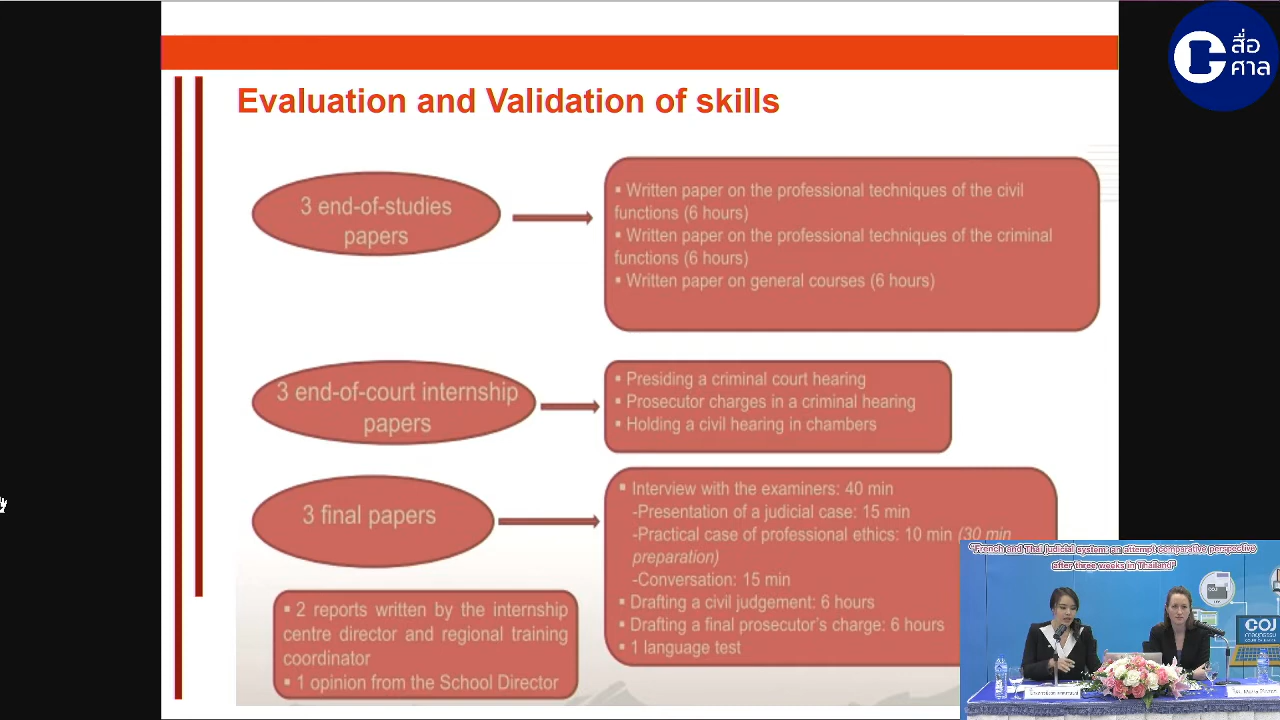 สื่อ
ศาล
Evaluation and Validation of skills
3 end-of-studies
papers
▪ Written paper on the professional techniques of the civil
functions (6 hours)
▪ Written paper on the professional techniques of the criminal
functions (6 hours)
▪ Written paper on general courses (6 hours)
3 end-of-court internship
papers
▪ Presiding a criminal court hearing
▪ Prosecutor charges in a criminal hearing
▪ Holding a civil hearing in chambers
3 final papers
▪ Interview with the examiners: 40 min
-Presentation of a judicial case: 15 min
-Practical case of professional ethics: 10 min (30 min
preparation)
-Conversation: 15 min
▪ Drafting a civil judgement: 6 hours
▪ Drafting a final prosecutor's charge: 6 hours
▪ 1 language test
▪ 2 reports written by the internship
centre director and regional training
coordinator
▪ 1 opinion from the School Director
"French and Thai judicial system: an attempt comparative perspective
after three weeks in Thailand"
COJ
COJ